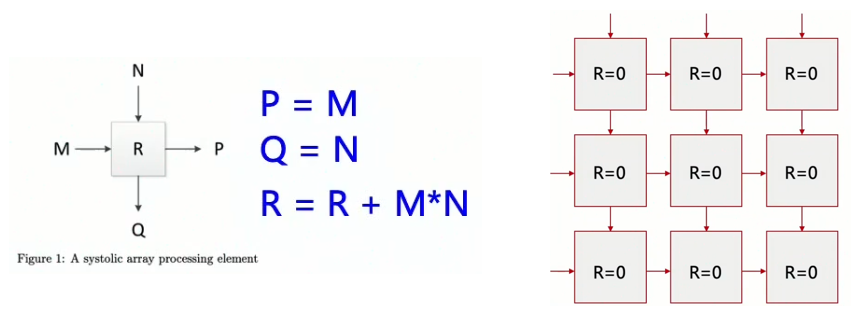 N
M R P
Q
Figure 1: A systolic array processing element
P = M
Q = N
R = R + M*N
R=0 R=0 R=0
R=0 R=0 R=0
R=0 R=0 R=0